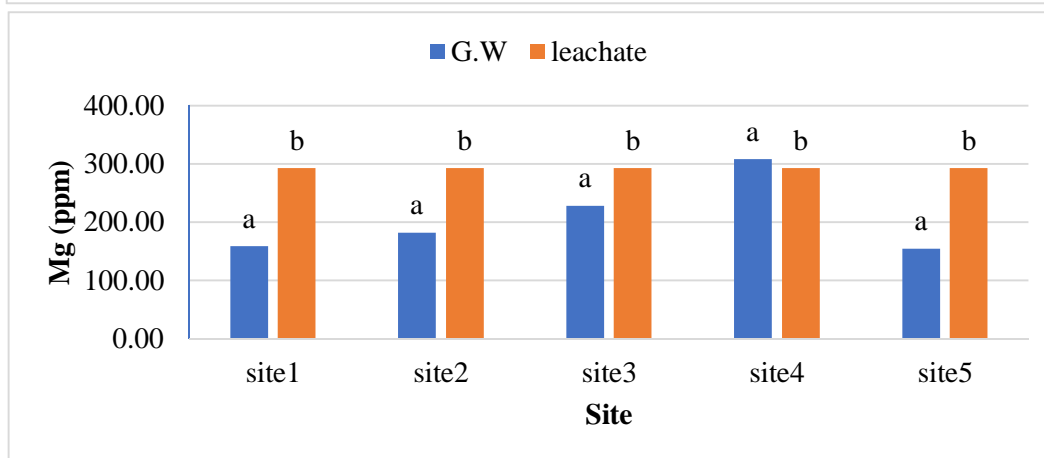 G.W leachate
400.00
300.00
200.00
100.00
0.00
Mg (ppm)
a b a b a b a b a b
site1 site2 site3 site4 site5
Site